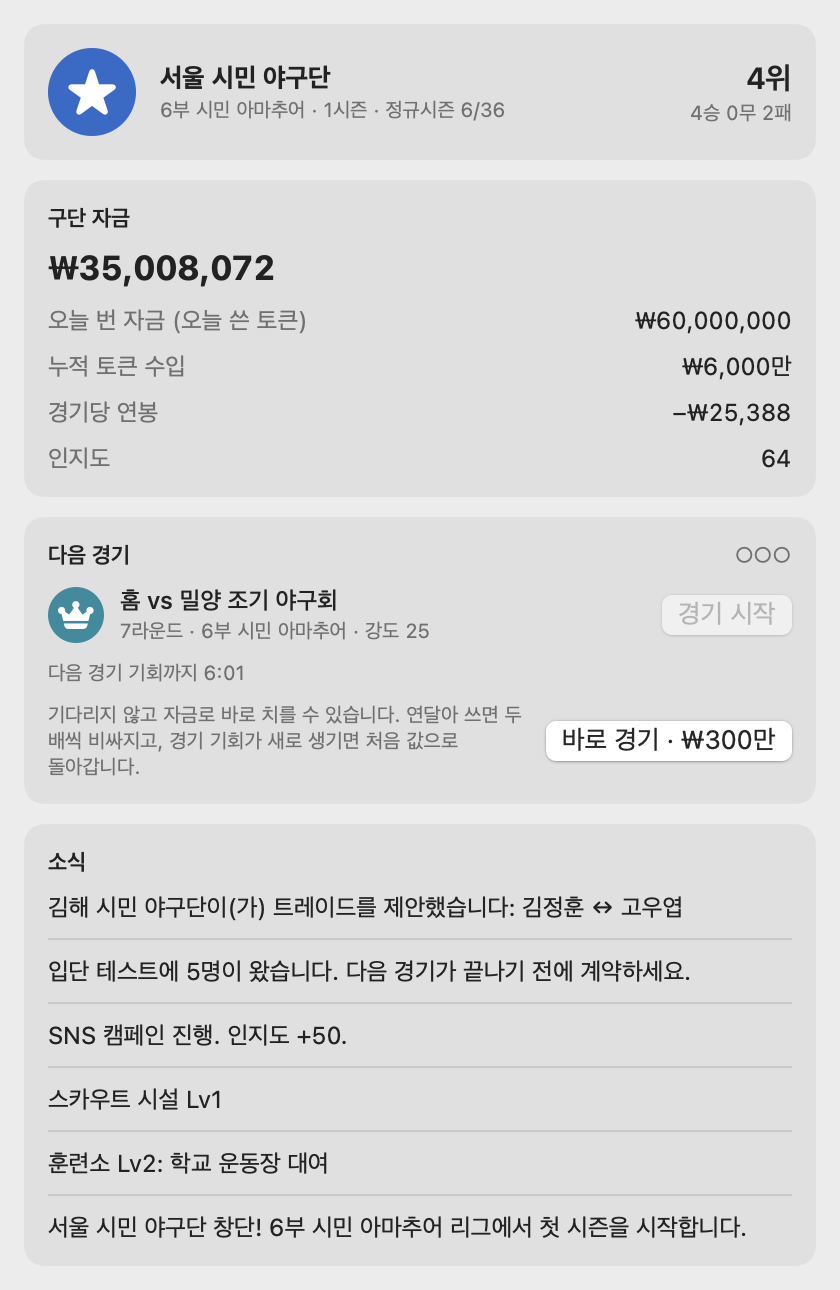 서울 시민 야구단
4위
6부 시민 아마추어 · 1시즌 · 정규시즌 6/36
4승 0무 2패
구단 자금
₩35,008,072
오늘 번 자금 (오늘 쓴 토큰)
₩60,000,000
누적 토큰 수입
₩6,000만
경기당 연봉
−₩25,388
인지도
64
다음 경기
홈 vs 밀양 조기 야구회
7라운드 · 6부 시민 아마추어 · 강도 25
경기 시작
다음 경기 기회까지 6:01
기다리지 않고 자금로 바로 치를 수 있습니다. 연달아 쓰면 두
배씩 비싸지고, 경기 기회가 새로 생기면 처음 값으로
돌아갑니다.
바로 경기 · ₩300만
소식
김해 시민 야구단이(가) 트레이드를 제안했습니다: 김정훈 ↔ 고우엽
입단 테스트에 5명이 왔습니다. 다음 경기가 끝나기 전에 계약하세요.
SNS 캠페인 진행. 인지도 +50.
스카우트 시설 Lv1
훈련소 Lv2: 학교 운동장 대여
서울 시민 야구단 창단! 6부 시민 아마추어 리그에서 첫 시즌을 시작합니다.